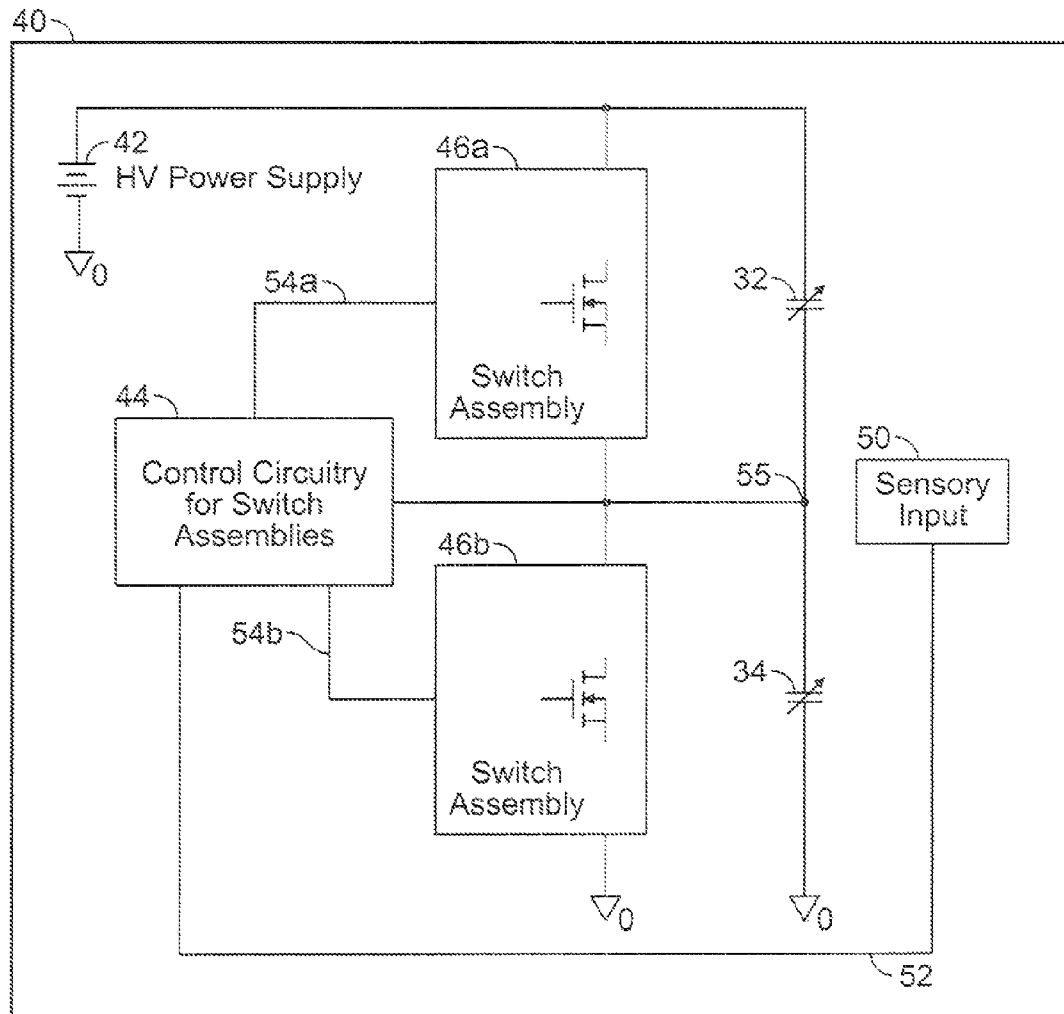 40
42
HV Power Supply
0
46a
54a
Switch
Assembly
32
44
Control Circuitry
for Switch
Assemblies
55
50
Sensory
Input
46b
54b
Switch
Assembly
34
0
0
52